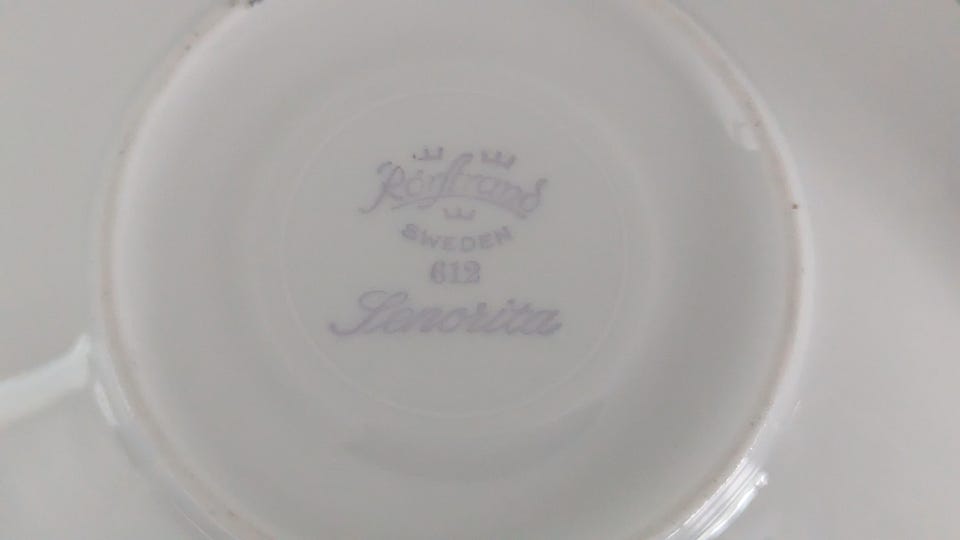 Rörstrand
SWEDEN
612
Senorita